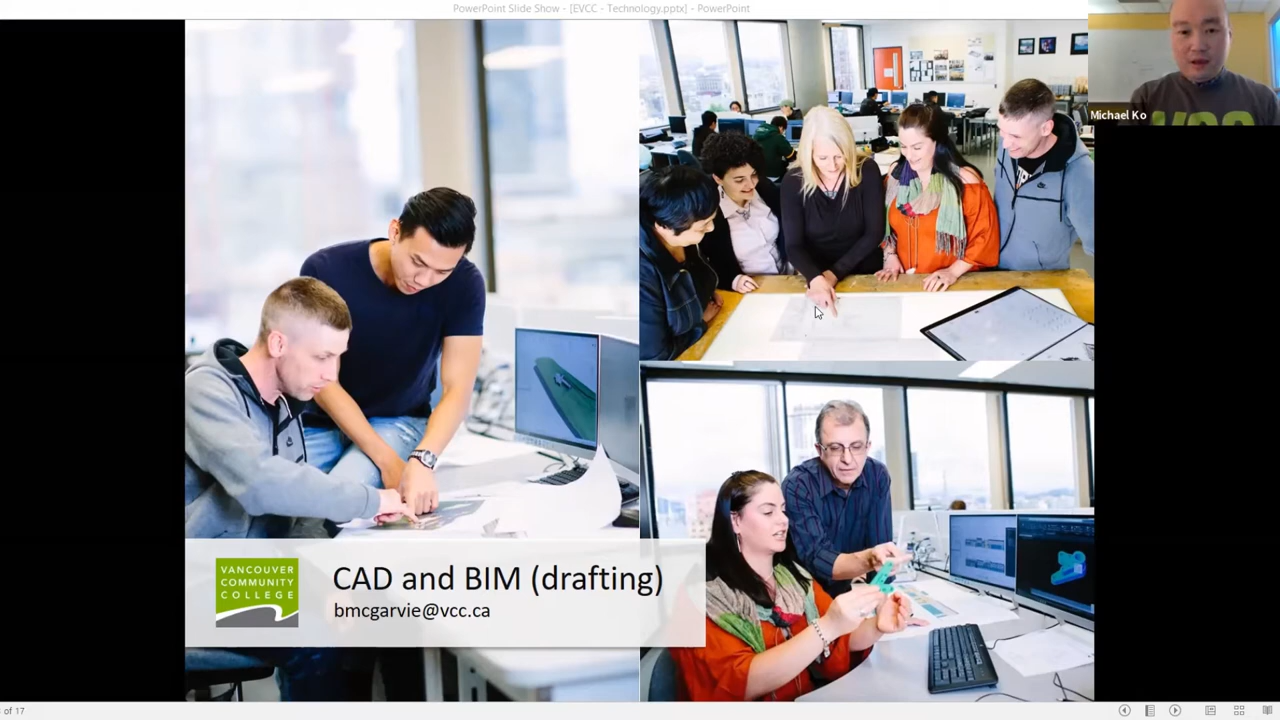 PowerPoint Slide Show - [EVCC - Technology.pptx] - PowerPoint
Michael Ko
VANCOUVER
COMMUNITY
COLLEGE
CAD and BIM (drafting)
bmcgarvie@vcc.ca
of 17